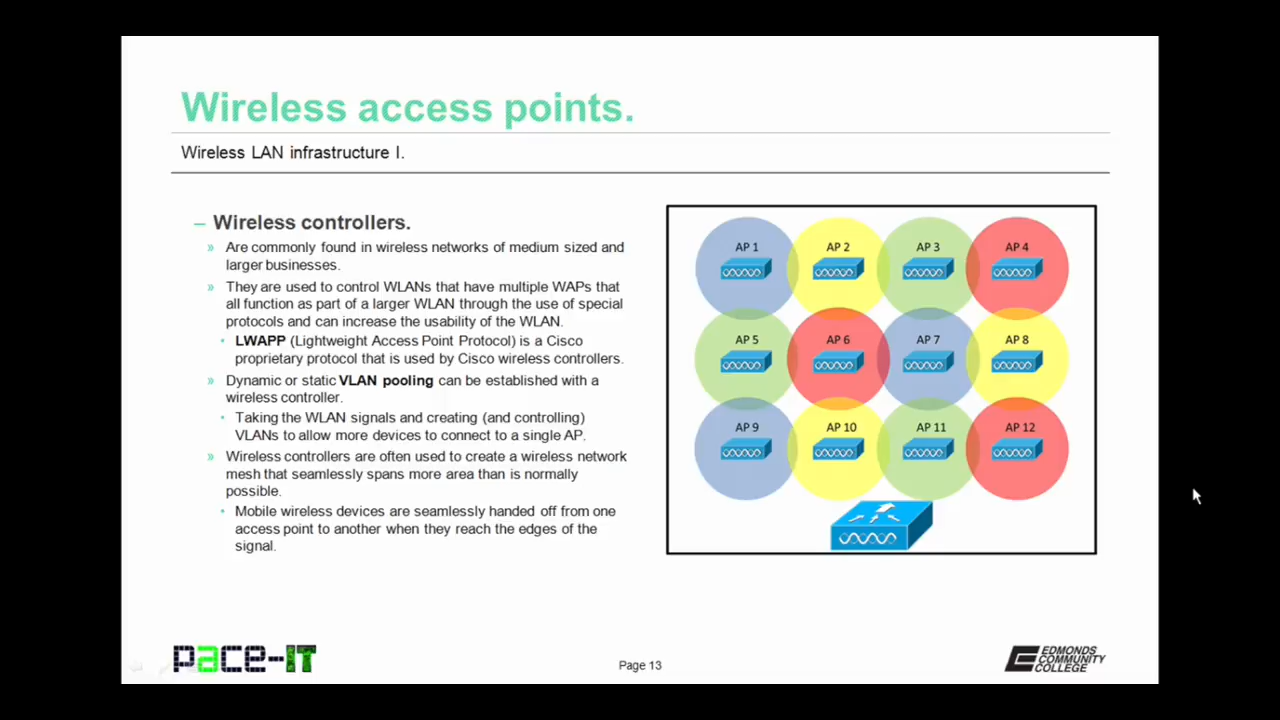 Wireless access points.
Wireless LAN infrastructure I.
– Wireless controllers.
» Are commonly found in wireless networks of medium sized and
larger businesses.
» They are used to control WLANs that have multiple WAPs that
all function as part of a larger WLAN through the use of special
protocols and can increase the usability of the WLAN.
• LWAPP (Lightweight Access Point Protocol) is a Cisco
proprietary protocol that is used by Cisco wireless controllers.
» Dynamic or static VLAN pooling can be established with a
wireless controller.
• Taking the WLAN signals and creating (and controlling)
VLANs to allow more devices to connect to a single AP.
» Wireless controllers are often used to create a wireless network
mesh that seamlessly spans more area than is normally
possible.
• Mobile wireless devices are seamlessly handed off from one
access point to another when they reach the edges of the
signal.
AP 1 AP 2 AP 3 AP 4
AP 5 AP 6 AP 7 AP 8
AP 9 AP 10 AP 11 AP 12
pace-IT
Page 13
EDMONDS
COMMUNITY
COLLEGE